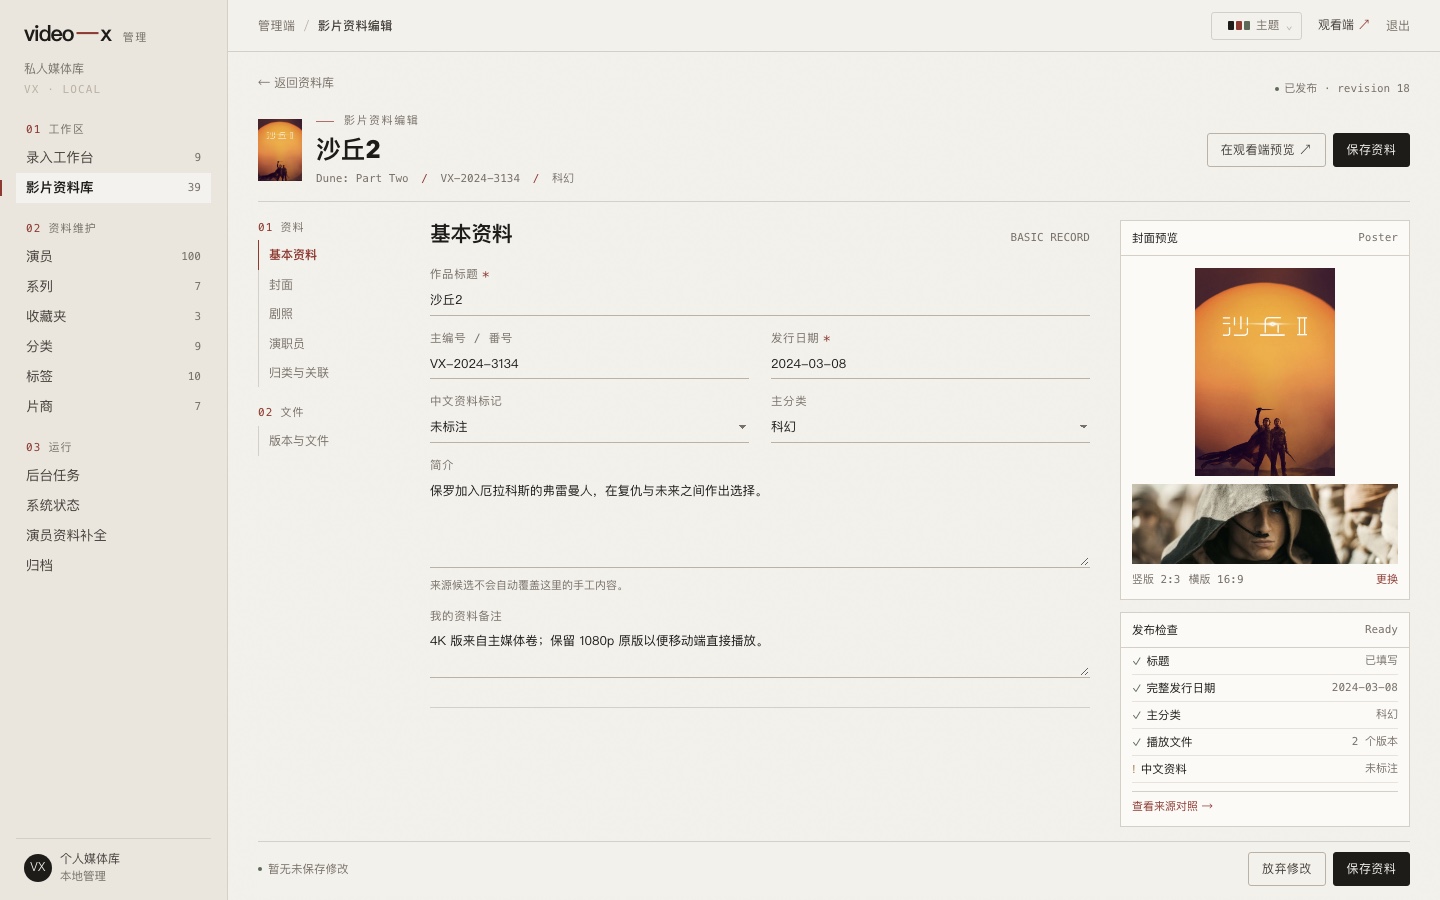 video—x 管理
私人媒体库
VX · LOCAL
01 工作区
录入工作台 9
影片资料库 39
02 资料维护
演员 100
系列 7
收藏夹 3
分类 9
标签 10
片商 7
03 运行
后台任务
系统状态
演员资料补全
归档
VX
个人媒体库
本地管理
管理端 / 影片资料编辑
主题
观看端 ↗
退出
← 返回资料库
• 已发布 · revision 18
沙丘 II
影片资料编辑
沙丘2
Dune: Part Two / VX-2024-3134 / 科幻
在观看端预览 ↗
保存资料
01 资料
基本资料
封面
剧照
演职员
归类与关联
02 文件
版本与文件
基本资料
BASIC RECORD
作品标题 *
沙丘2
主编号 / 番号
VX-2024-3134
发行日期 *
2024-03-08
中文资料标记
未标注
主分类
科幻
简介
保罗加入厄拉科斯的弗雷曼人，在复仇与未来之间作出选择。
来源候选不会自动覆盖这里的手工内容。
我的资料备注
4K 版来自主媒体卷；保留 1080p 原版以便移动端直接播放。
封面预览 Poster
沙丘 II
竖版 2:3 横版 16:9 更换
发布检查 Ready
✓ 标题 已填写
✓ 完整发行日期 2024-03-08
✓ 主分类 科幻
✓ 播放文件 2 个版本
! 中文资料 未标注
查看来源对照 →
• 暂无未保存修改
放弃修改
保存资料